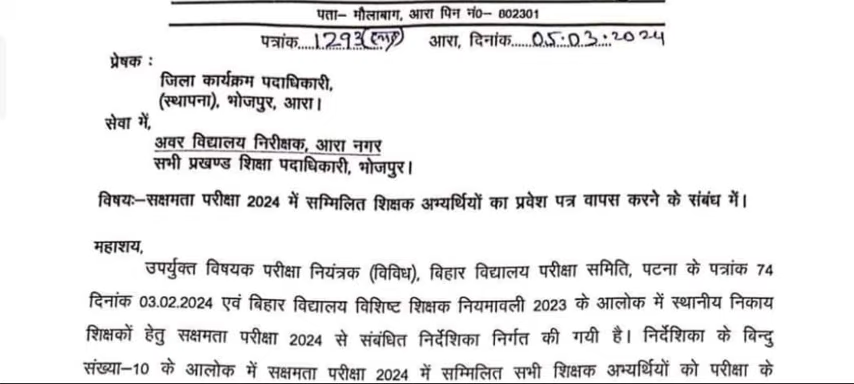 पता– मौलाबाग, आरा पिन नं0– 802301
पत्रांक.....1293 आरा, दिनांक.....05.03.2024
प्रेषक :
जिला कार्यक्रम पदाधिकारी,
(स्थापना), भोजपुर, आरा।
सेवा में,
अवर विद्यालय निरीक्षक, आरा नगर
सभी प्रखण्ड शिक्षा पदाधिकारी, भोजपुर।
विषयः–सक्षमता परीक्षा 2024 में सम्मिलित शिक्षक अभ्यर्थियों का प्रवेश पत्र वापस करने के संबंध में।
महाशय,
उपर्युक्त विषयक परीक्षा नियंत्रक (विविध), बिहार विद्यालय परीक्षा समिति, पटना के पत्रांक 74
दिनांक 03.02.2024 एवं बिहार विद्यालय विशिष्ट शिक्षक नियमावली 2023 के आलोक में स्थानीय निकाय
शिक्षकों हेतु सक्षमता परीक्षा 2024 से संबंधित निर्देशिका निर्गत की गयी है। निर्देशिका के बिन्दु
संख्या–10 के आलोक में सक्षमता परीक्षा 2024 में सम्मिलित सभी शिक्षक अभ्यर्थियों को परीक्षा के